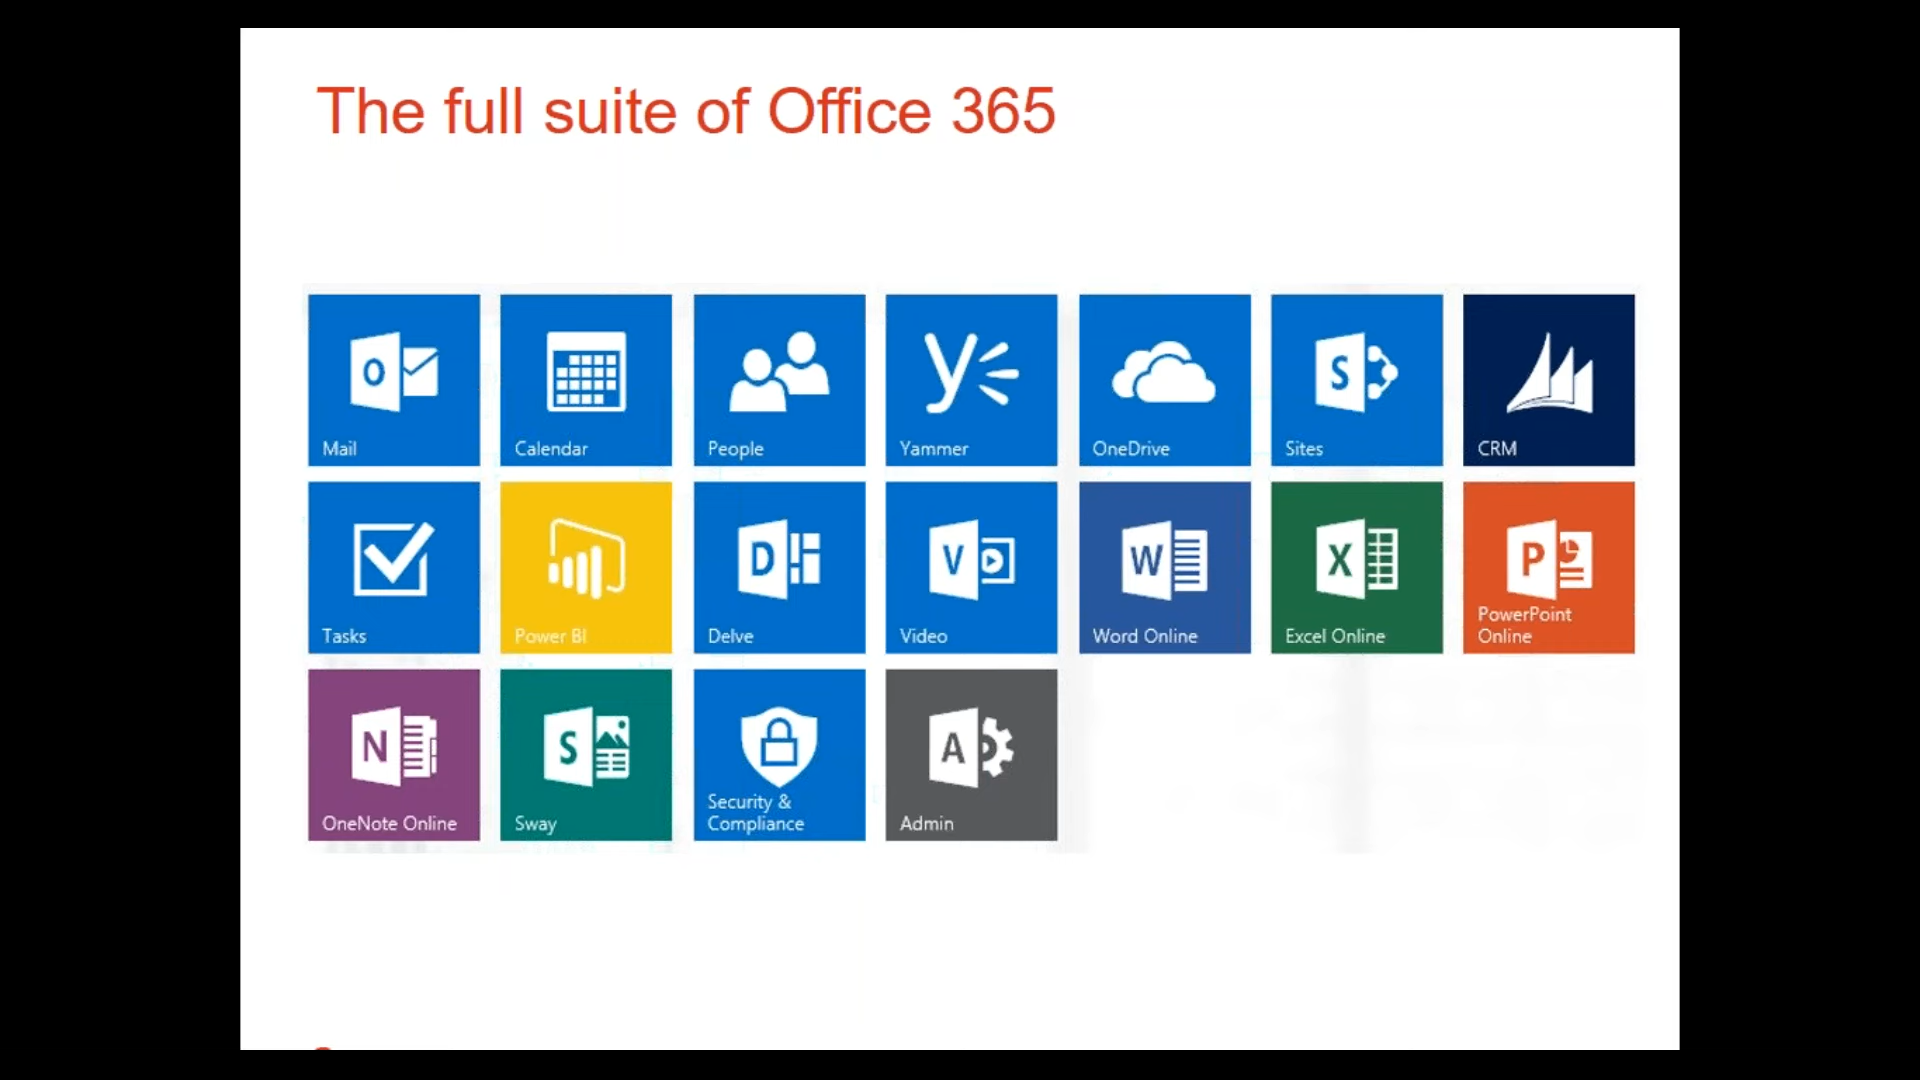 The full suite of Office 365
O
y
S
Mail
Calendar
People
Yammer
OneDrive
Sites
CRM
D
V
W
X
P
Tasks
Power BI
Delve
Video
Word Online
Excel Online
PowerPoint
Online
N
S
A
OneNote Online
Sway
Security &
Compliance
Admin